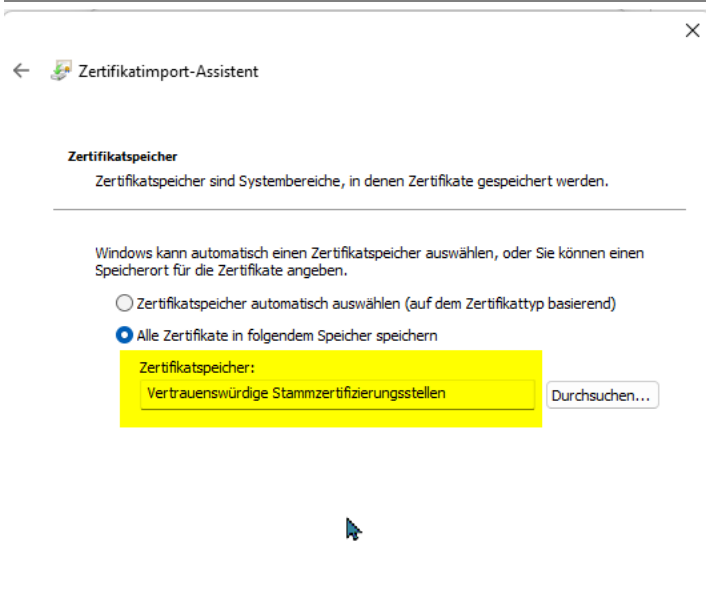 Zertifikatimport-Assistent
Zertifikatspeicher
Zertifikatspeicher sind Systembereiche, in denen Zertifikate gespeichert werden.
Windows kann automatisch einen Zertifikatspeicher auswählen, oder Sie können einen
Speicherort für die Zertifikate angeben.
Zertifikatspeicher automatisch auswählen (auf dem Zertifikattyp basierend)
Alle Zertifikate in folgendem Speicher speichern
Zertifikatspeicher:
Vertrauenswürdige Stammzertifizierungsstellen
Durchsuchen...